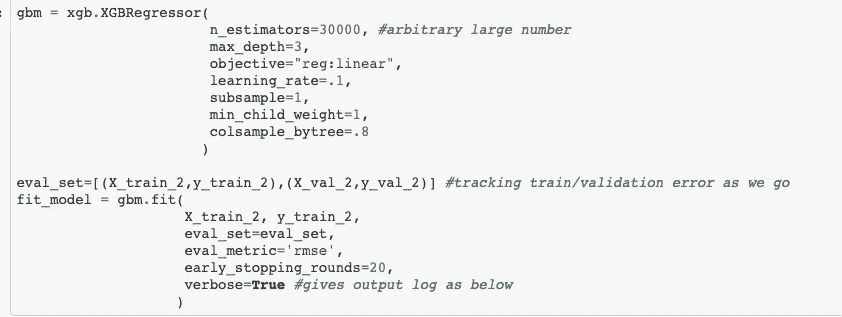 : gbm = xgb.XGBRegressor(
n_estimators=30000, #arbitrary large number
max_depth=3,
objective="reg:linear",
learning_rate=.1,
subsample=1,
min_child_weight=1,
colsample_bytree=.8
)
eval_set=[(X_train_2,y_train_2),(X_val_2,y_val_2)] #tracking train/validation error as we go
fit_model = gbm.fit(
X_train_2, y_train_2,
eval_set=eval_set,
eval_metric='rmse',
early_stopping_rounds=20,
verbose=True #gives output log as below
)